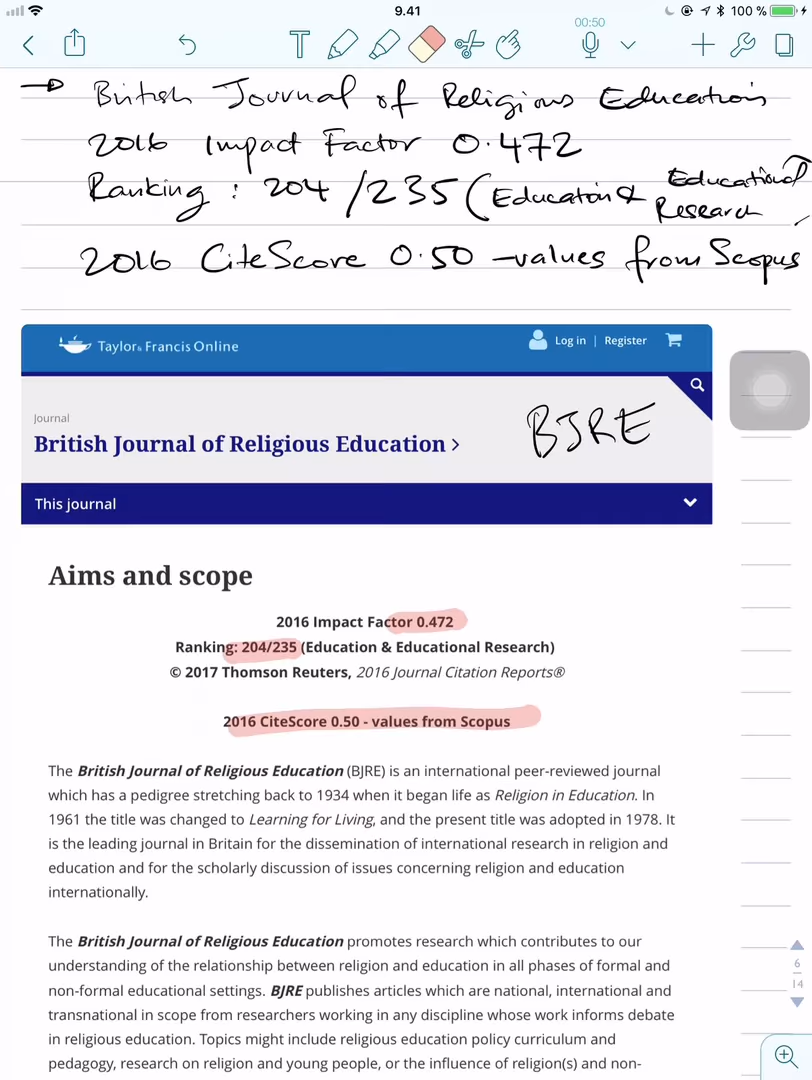 9.41
100 %
00:50
T
British Journal of Religious Education
2016 Impact Factor 0.472
Ranking : 204/235 (Education & Educational Research
2016 CiteScore 0.50 -values from Scopus
Taylor & Francis Online
Log in | Register
Journal
British Journal of Religious Education >
BJRE
This journal
Aims and scope
2016 Impact Factor 0.472
Ranking: 204/235 (Education & Educational Research)
© 2017 Thomson Reuters, 2016 Journal Citation Reports®
2016 CiteScore 0.50 - values from Scopus
The British Journal of Religious Education (BJRE) is an international peer-reviewed journal
which has a pedigree stretching back to 1934 when it began life as Religion in Education. In
1961 the title was changed to Learning for Living, and the present title was adopted in 1978. It
is the leading journal in Britain for the dissemination of international research in religion and
education and for the scholarly discussion of issues concerning religion and education
internationally.
The British Journal of Religious Education promotes research which contributes to our
understanding of the relationship between religion and education in all phases of formal and
non-formal educational settings. BJRE publishes articles which are national, international and
transnational in scope from researchers working in any discipline whose work informs debate
in religious education. Topics might include religious education policy curriculum and
pedagogy, research on religion and young people, or the influence of religion(s) and non-
6
14